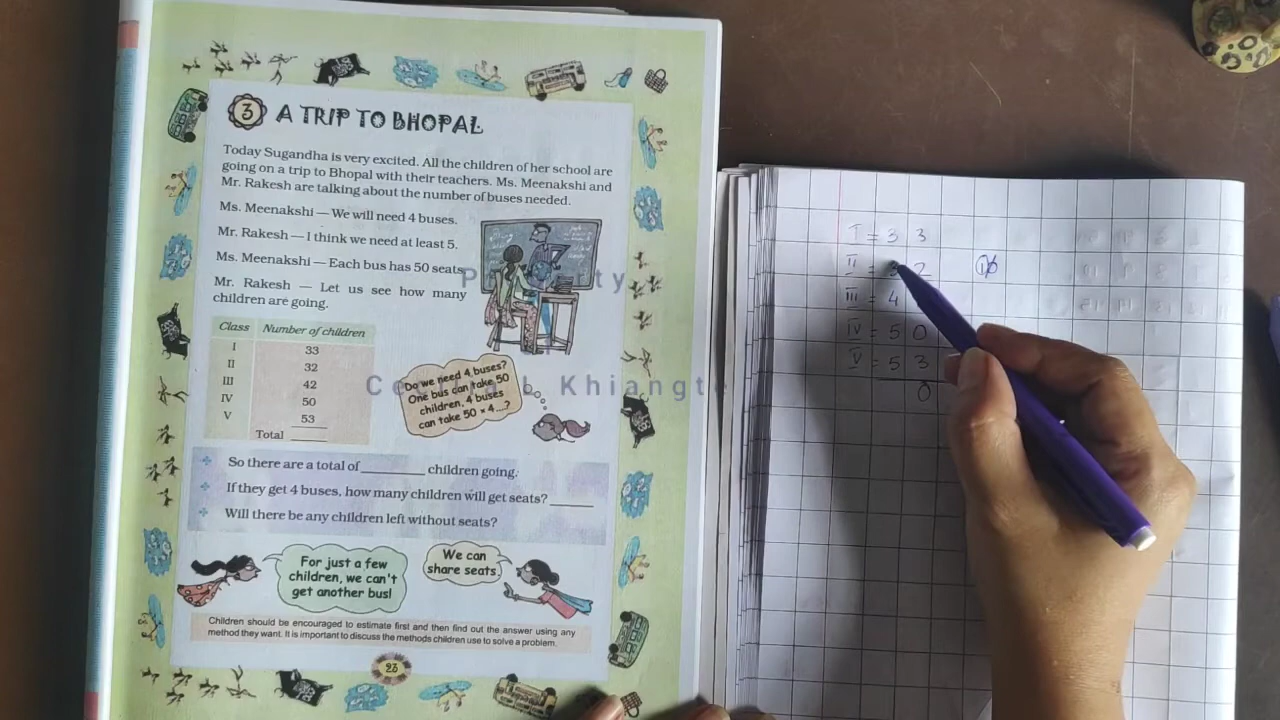 3 A TRIP TO BHOPAL
Today Sugandha is very excited. All the children of her school are
going on a trip to Bhopal with their teachers. Ms. Meenakshi and
Mr. Rakesh are talking about the number of buses needed.
Ms. Meenakshi — We will need 4 buses.
Mr. Rakesh — I think we need at least 5.
Ms. Meenakshi — Each bus has 50 seats
Mr. Rakesh — Let us see how many
children are going.
Class Number of children
I 33
II 32
III 42
IV 50
V 53
Total ______
Do we need 4 buses?
One bus can take 50
children. 4 buses
can take 50 × 4...?
So there are a total of ________ children going.
If they get 4 buses, how many children will get seats? _____
Will there be any children left without seats?
For just a few
children, we can't
get another bus!
We can
share seats.
Children should be encouraged to estimate first and then find out the answer using any
method they want. It is important to discuss the methods children use to solve a problem.
23
I = 3 3
II = 3 2
III = 4
IV = 5 0
V = 5 3
0